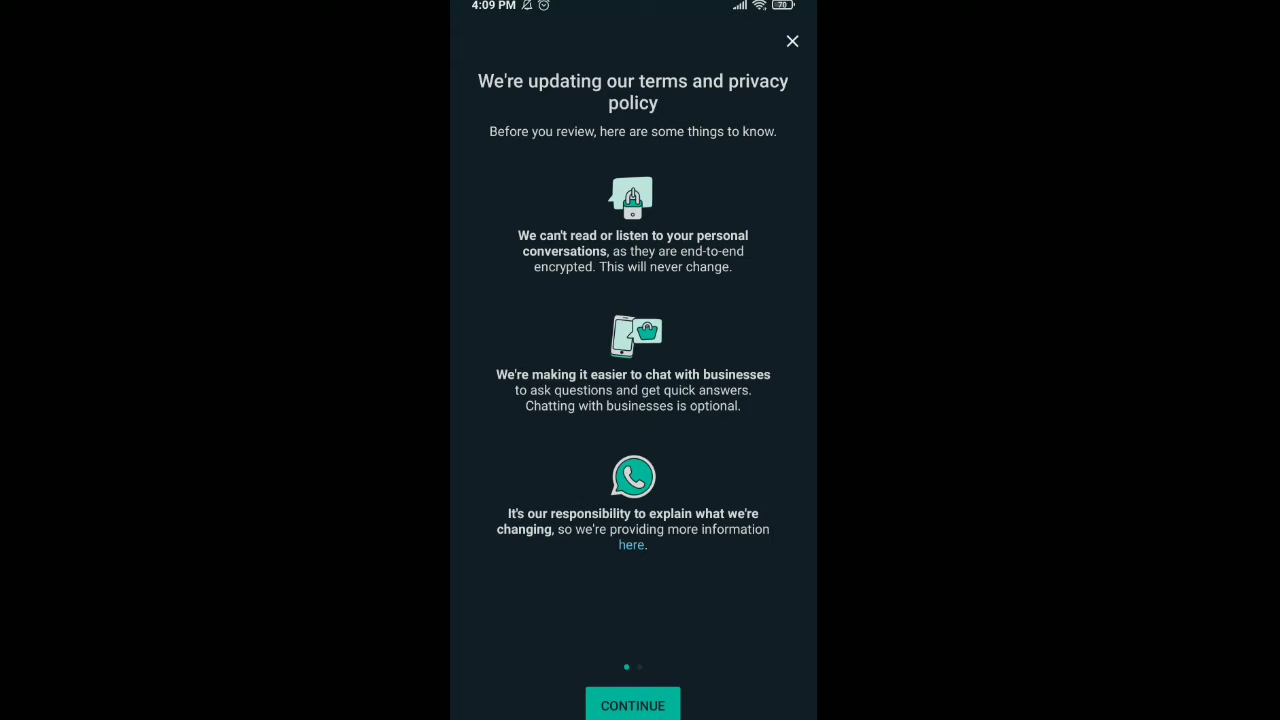 4:09 PM
70
We're updating our terms and privacy
policy
Before you review, here are some things to know.
We can't read or listen to your personal
conversations, as they are end-to-end
encrypted. This will never change.
We're making it easier to chat with businesses
to ask questions and get quick answers.
Chatting with businesses is optional.
It's our responsibility to explain what we're
changing, so we're providing more information
here.
CONTINUE